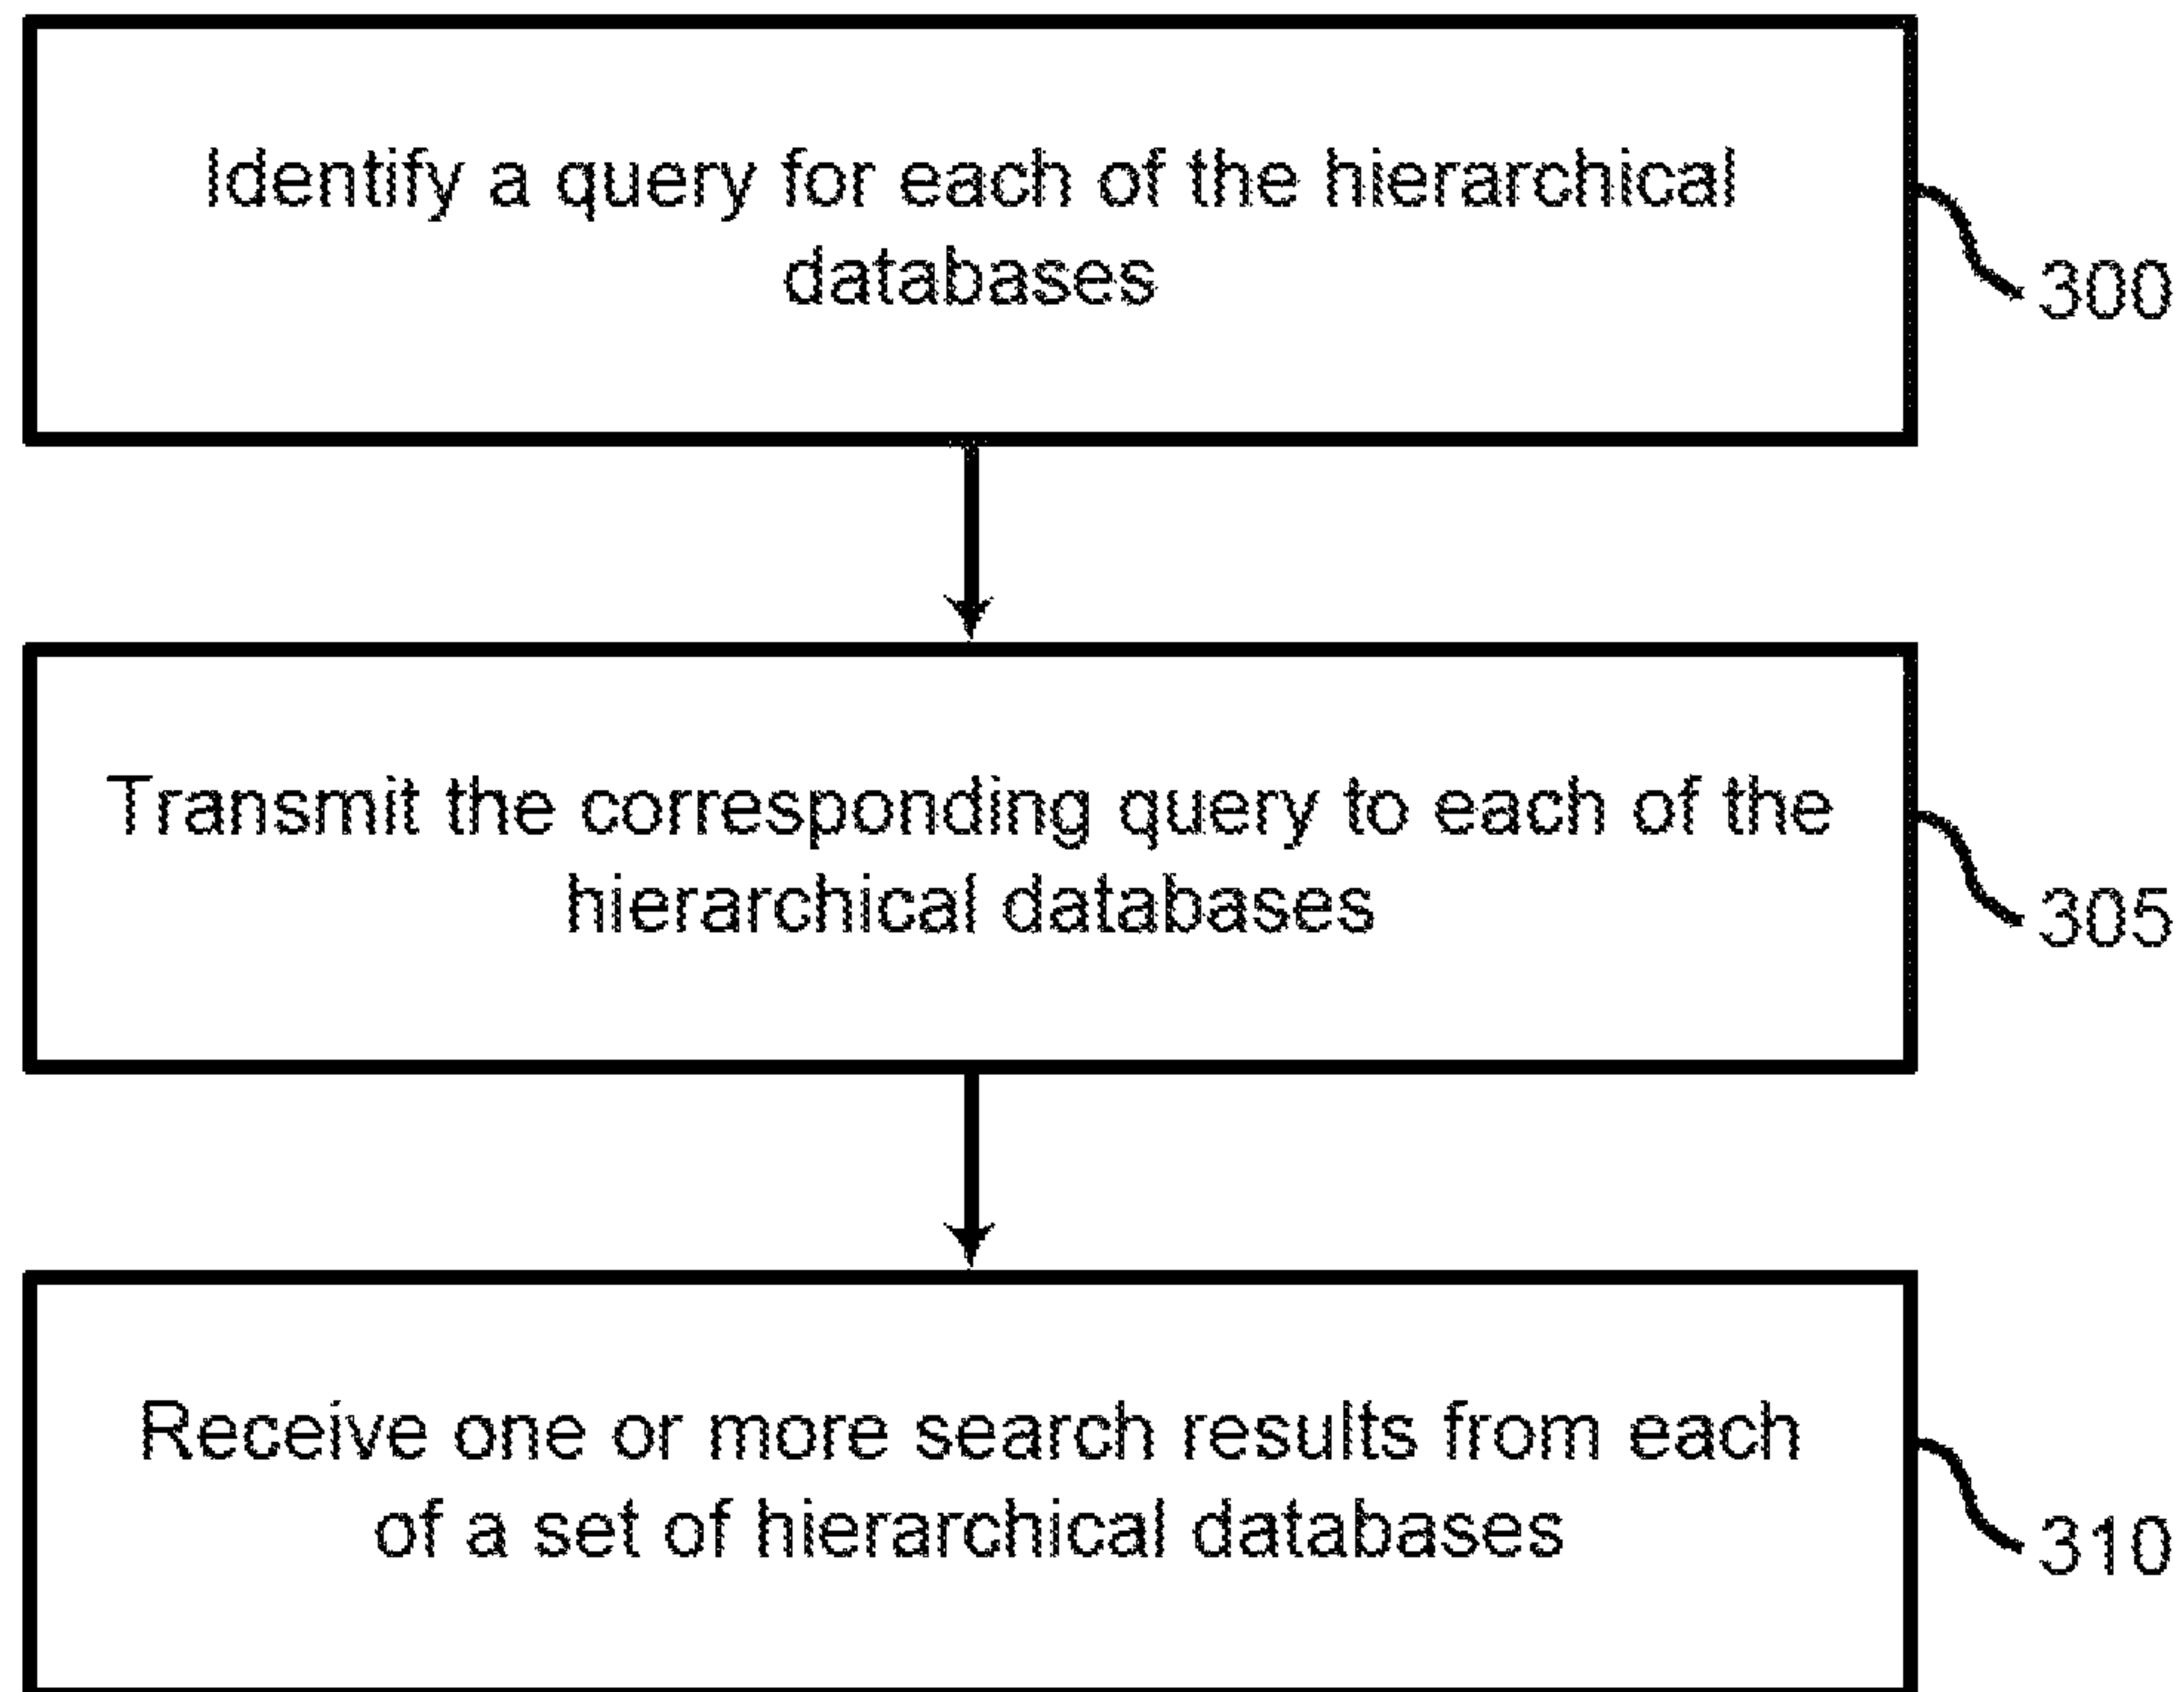 Identify a query for each of the hierarchical
databases
300
Transmit the corresponding query to each of the
hierarchical databases
305
Receive one or more search results from each
of a set of hierarchical databases
310